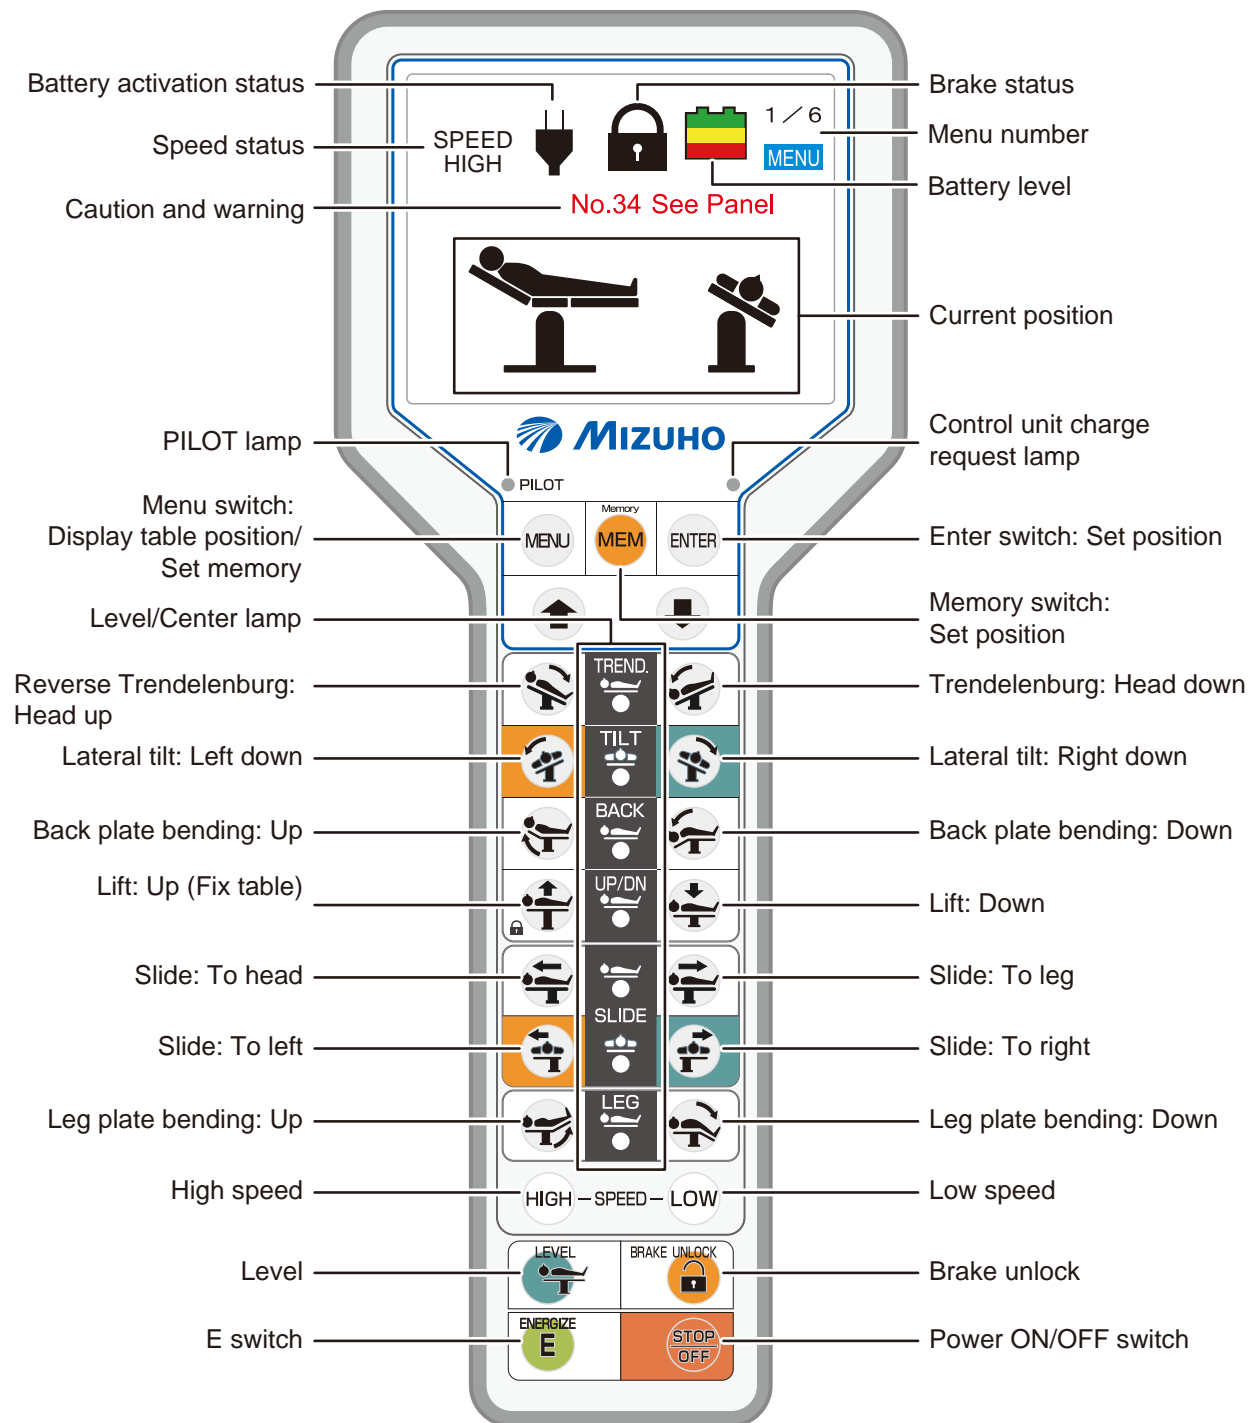 Battery activation status
Brake status
1／6
Menu number
Speed status
SPEED
HIGH
MENU
Battery level
Caution and warning
No.34 See Panel
Current position
MIZUHO
PILOT lamp
Control unit charge
request lamp
PILOT
Menu switch:
Display table position/
Set memory
Memory
MENU
MEM
ENTER
Enter switch: Set position
Level/Center lamp
Memory switch:
Set position
TREND.
Reverse Trendelenburg:
Head up
Trendelenburg: Head down
TILT
Lateral tilt: Left down
Lateral tilt: Right down
BACK
Back plate bending: Up
Back plate bending: Down
UP/DN
Lift: Up (Fix table)
Lift: Down
Slide: To head
Slide: To leg
SLIDE
Slide: To left
Slide: To right
LEG
Leg plate bending: Up
Leg plate bending: Down
High speed
HIGH – SPEED – LOW
Low speed
LEVEL
BRAKE UNLOCK
Level
Brake unlock
ENERGIZE
E
STOP
OFF
E switch
Power ON/OFF switch